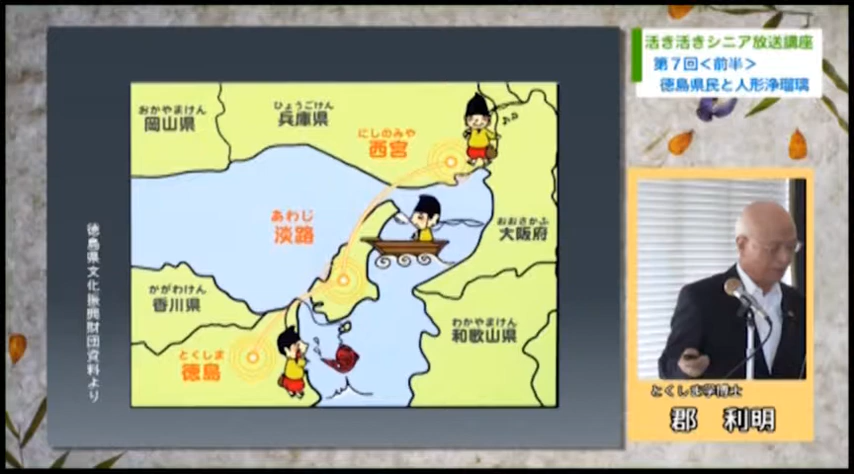 活き活きシニア放送講座
第7回<前半>
徳島県民と人形浄瑠璃
おかやまけん
岡山県
ひょうごけん
兵庫県
にしのみや
西宮
あわじ
淡路
おおさかふ
大阪府
かがわけん
香川県
わかやまけん
和歌山県
とくしま
徳島
徳島県文化振興財団資料より
とくしま学博士
郡 利明